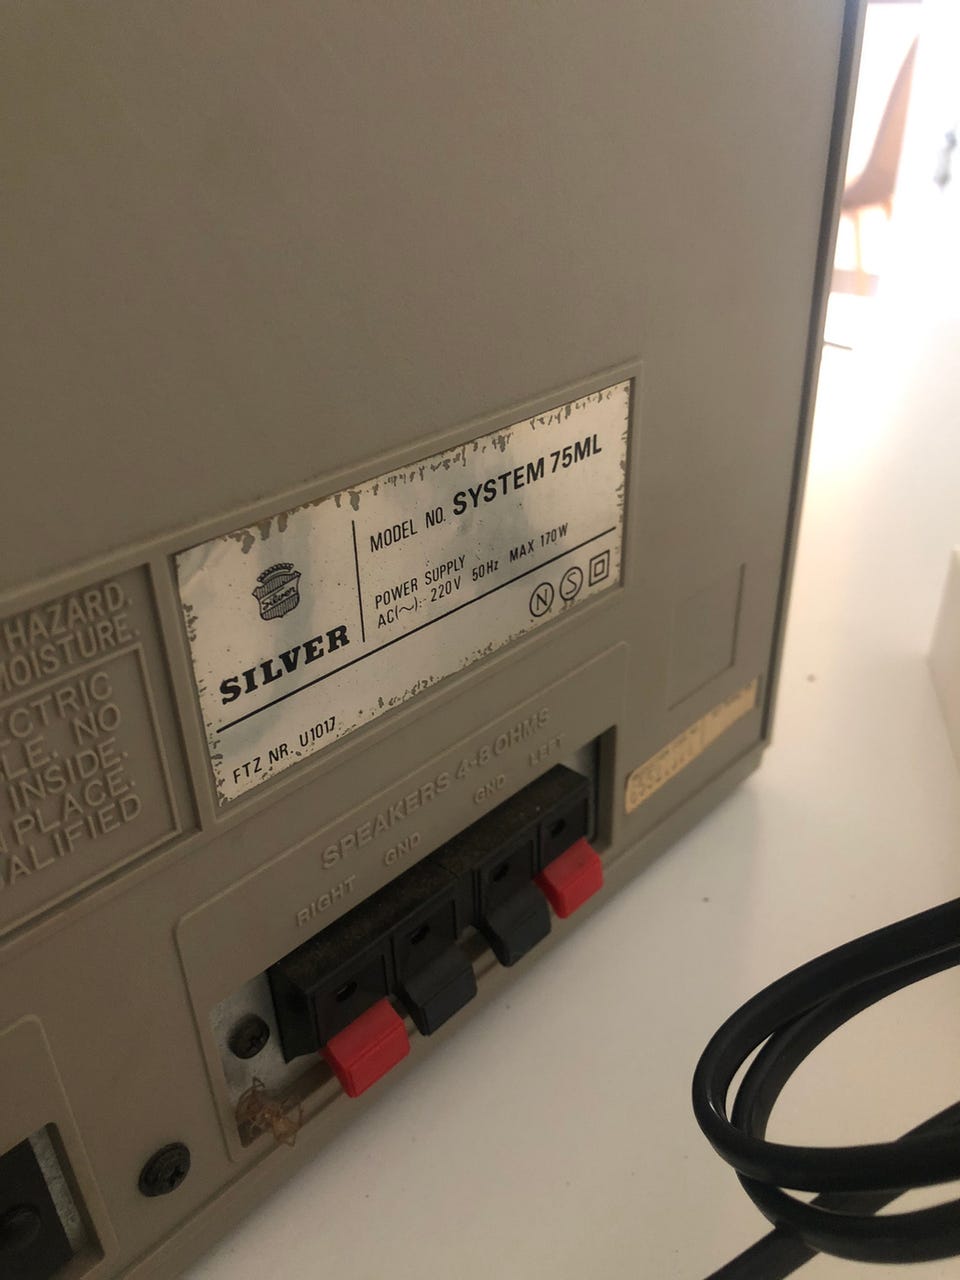 HAZARD.
MOISTURE.
ECTRIC
LE. NO
INSIDE.
PLACE.
ALIFIED
MODEL NO. SYSTEM 75ML
POWER SUPPLY
AC(~):- 220V 50Hz MAX 170W
Silver
SILVER
N S
FTZ NR. U1017
SPEAKERS 4-8 OHMS
RIGHT GND GND LEFT